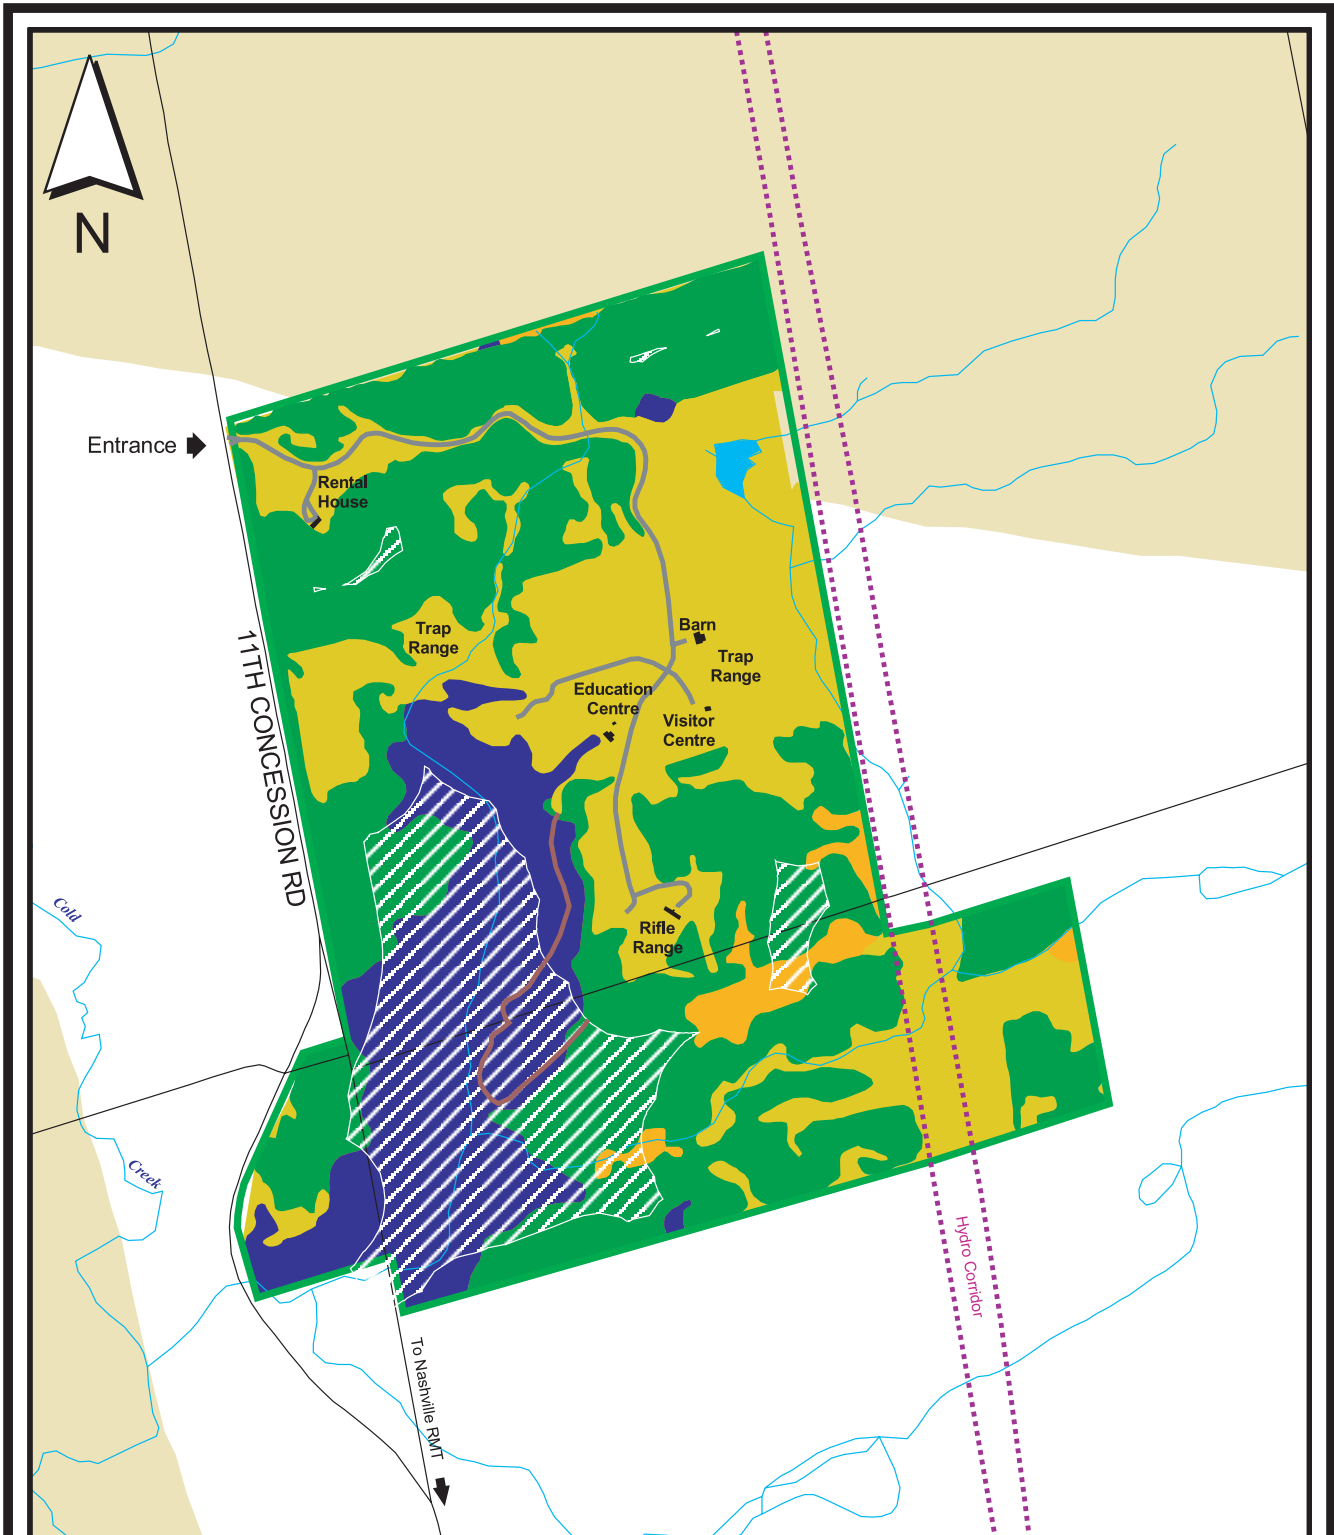 N
Entrance
Rental
House
Trap
Range
Barn
Trap
Range
Education
Centre
Visitor
Centre
11TH CONCESSION RD
Cold
Rifle
Range
Creek
Hydro Corridor
To Nashville RMT